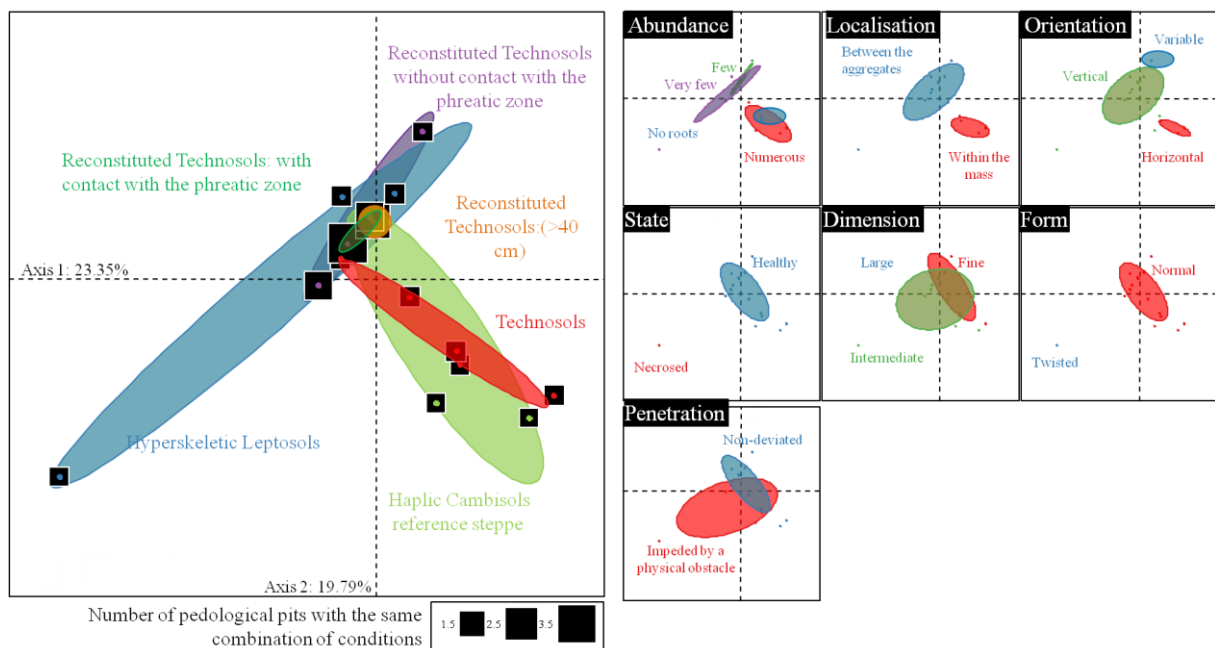 Reconstituted Technosols
without contact with the
phreatic zone
Reconstituted Technosols: with
contact with the phreatic zone
Reconstituted
Technosols:(>40
cm)
Axis 1: 23.35%
Technosols
Hyperskeletic Leptosols
Haplic Cambisols
reference steppe
Axis 2: 19.79%
Number of pedological pits with the same
combination of conditions
1.5 2.5 3.5
Abundance
Few
Very few
No roots
Numerous
Localisation
Between the
aggregates
Within the
mass
Orientation
Variable
Vertical
Horizontal
State
Healthy
Necrosed
Dimension
Large
Fine
Intermediate
Form
Normal
Twisted
Penetration
Non-deviated
Impeded by a
physical obstacle